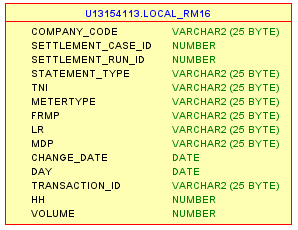 U13154113.LOCAL_RM16
COMPANY_CODE VARCHAR2 (25 BYTE)
SETTLEMENT_CASE_ID NUMBER
SETTLEMENT_RUN_ID NUMBER
STATEMENT_TYPE VARCHAR2 (25 BYTE)
TNI VARCHAR2 (25 BYTE)
METERTYPE VARCHAR2 (25 BYTE)
FRMP VARCHAR2 (25 BYTE)
LR VARCHAR2 (25 BYTE)
MDP VARCHAR2 (25 BYTE)
CHANGE_DATE DATE
DAY DATE
TRANSACTION_ID VARCHAR2 (25 BYTE)
HH NUMBER
VOLUME NUMBER